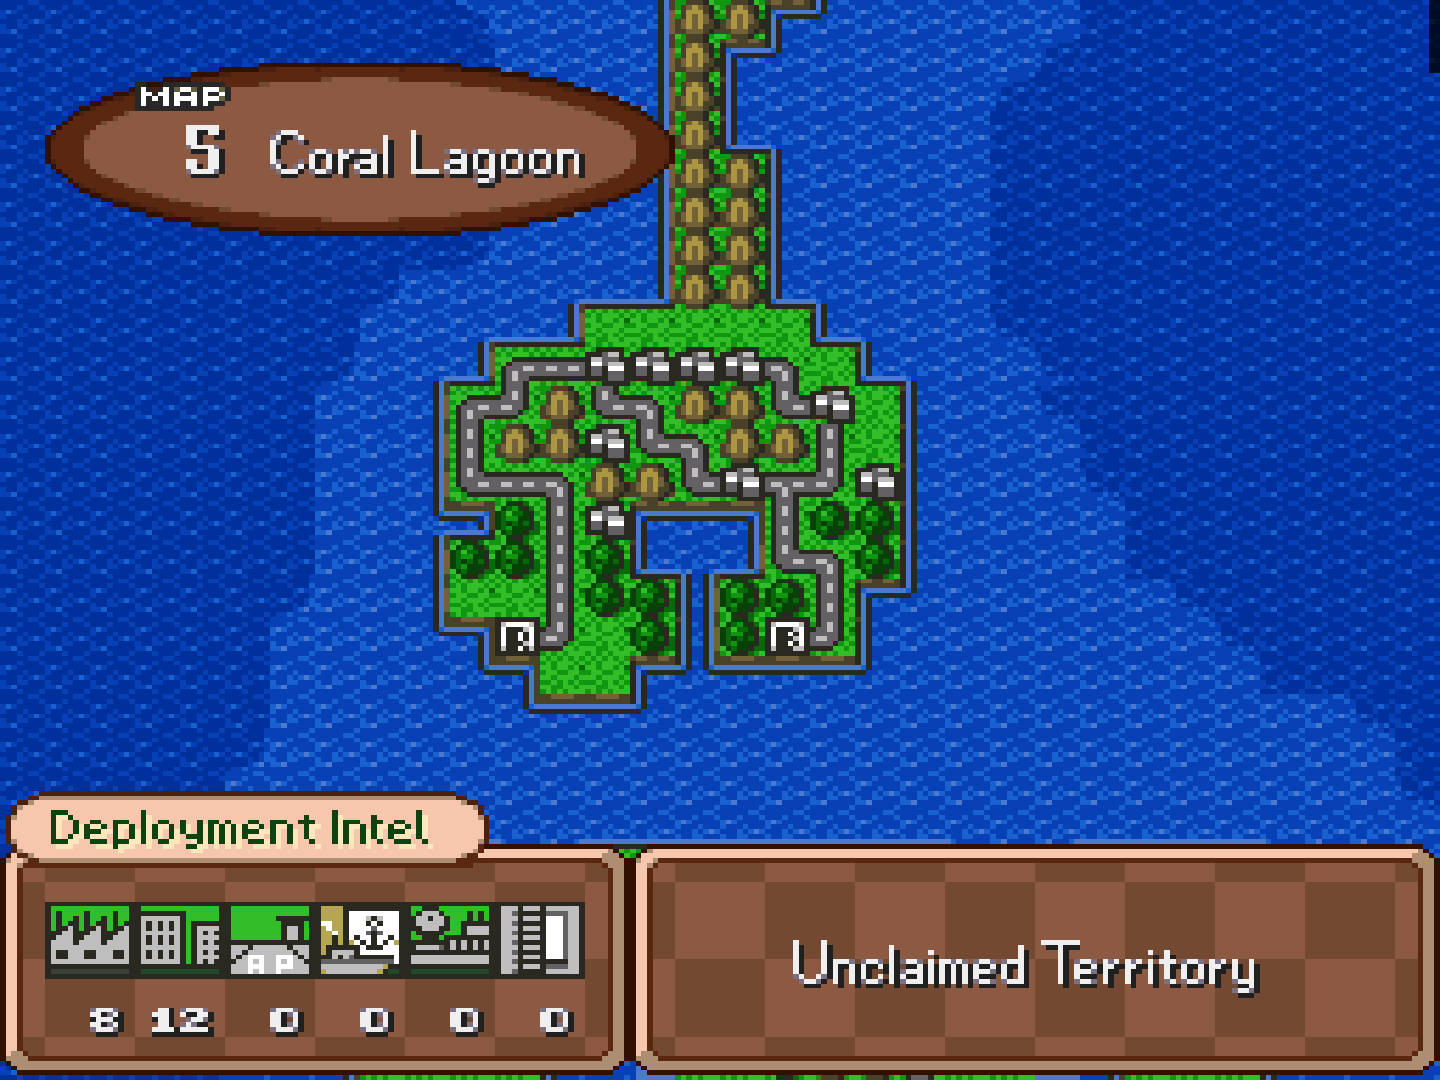 MAP
5 Coral Lagoon
Deployment Intel
AP
8 12 0 0 0 0
Unclaimed Territory